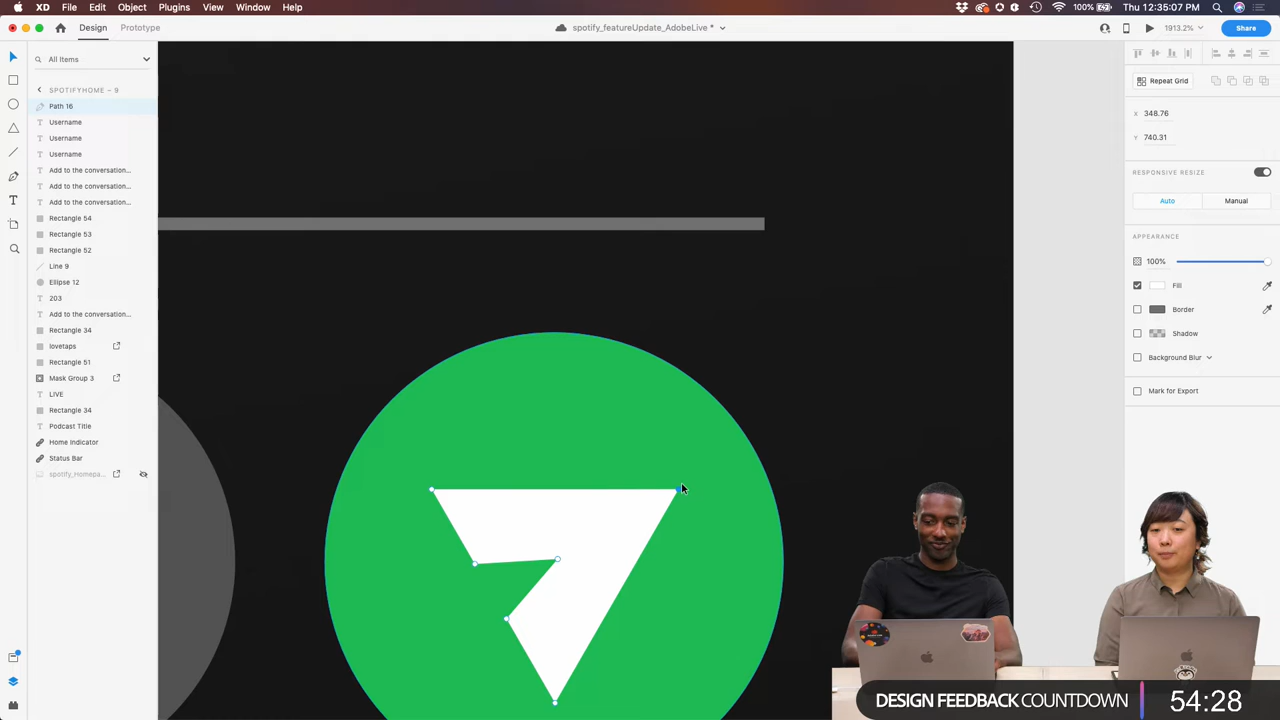 XD File Edit Object Plugins View Window Help
100% Thu 12:35:07 PM
Design Prototype
spotify_featureUpdate_AdobeLive *
1913.2%
Share
All Items
SPOTIFYHOME – 9
Path 16
Username
Username
Username
Add to the conversation...
Add to the conversation...
Add to the conversation...
Rectangle 54
Rectangle 53
Rectangle 52
Line 9
Ellipse 12
203
Add to the conversation...
Rectangle 34
lovetaps
Rectangle 51
Mask Group 3
LIVE
Rectangle 34
Podcast Title
Home Indicator
Status Bar
spotify_Homepa...
Repeat Grid
X 348.76
Y 740.31
RESPONSIVE RESIZE
Auto Manual
APPEARANCE
100%
Fill
Border
Shadow
Background Blur
Mark for Export
DESIGN FEEDBACK COUNTDOWN 54:28